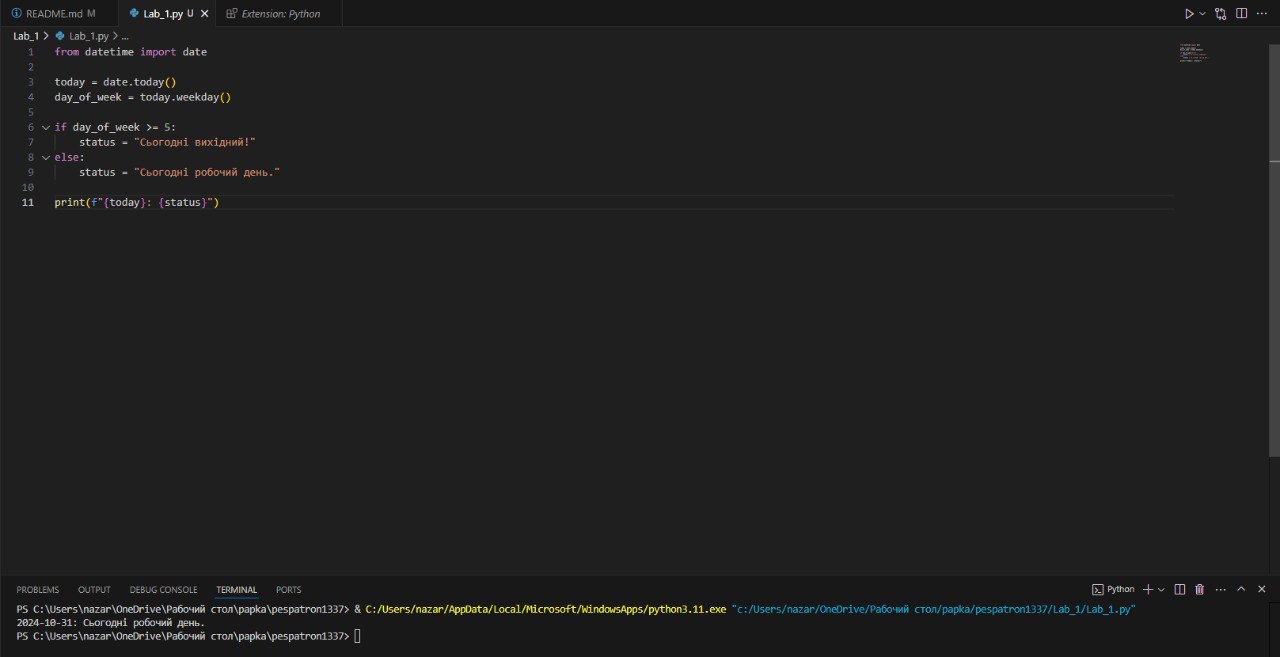 README.md M
Lab_1.py U
Extension: Python
Lab_1 > Lab_1.py > ...
1 from datetime import date
2
3 today = date.today()
4 day_of_week = today.weekday()
5
6 if day_of_week >= 5:
7 status = "Сьогодні вихідний!"
8 else:
9 status = "Сьогодні робочий день."
10
11 print(f"{today}: {status}")
PROBLEMS OUTPUT DEBUG CONSOLE TERMINAL PORTS
Python
PS C:\Users\nazar\OneDrive\Рабочий стол\papka\pespatron1337> & C:/Users/nazar/AppData/Local/Microsoft/WindowsApps/python3.11.exe "c:/Users/nazar/OneDrive/Рабочий стол/papka/pespatron1337/Lab_1/Lab_1.py"
2024-10-31: Сьогодні робочий день.
PS C:\Users\nazar\OneDrive\Рабочий стол\papka\pespatron1337>